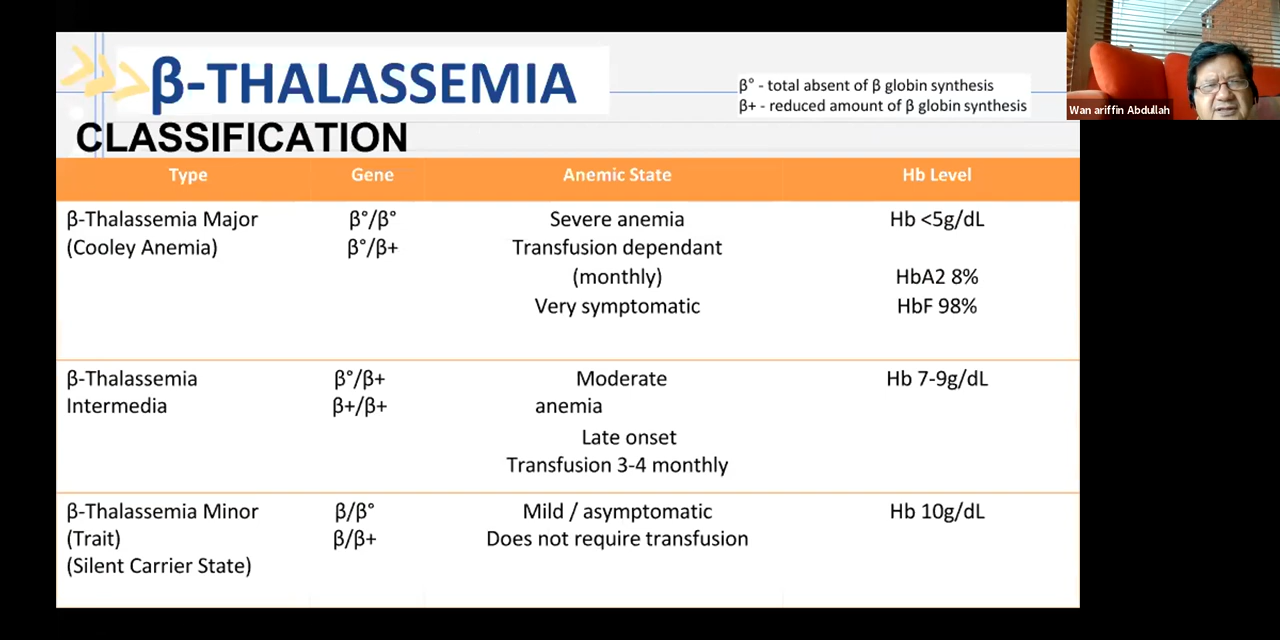 β-THALASSEMIA
CLASSIFICATION
β° - total absent of β globin synthesis
β+ - reduced amount of β globin synthesis
Wan ariffin Abdullah
Type Gene Anemic State Hb Level
β-Thalassemia Major β°/β° Severe anemia Hb <5g/dL
(Cooley Anemia) β°/β+ Transfusion dependant
(monthly) HbA2 8%
Very symptomatic HbF 98%
β-Thalassemia β°/β+ Moderate Hb 7-9g/dL
Intermedia β+/β+ anemia
Late onset
Transfusion 3-4 monthly
β-Thalassemia Minor β/β° Mild / asymptomatic Hb 10g/dL
(Trait) β/β+ Does not require transfusion
(Silent Carrier State)